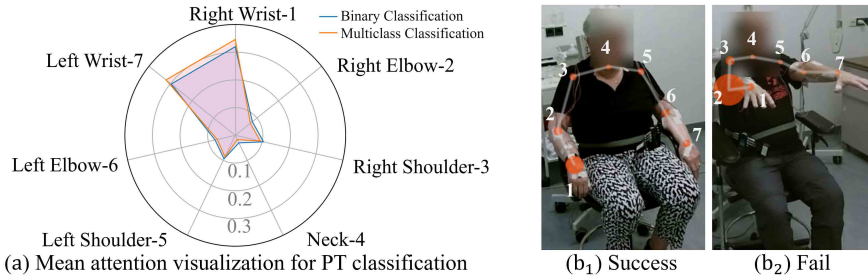 Right Wrist-1
Binary Classification
Multiclass Classification
Left Wrist-7
Right Elbow-2
Left Elbow-6
Right Shoulder-3
0.1
0.2
0.3
Left Shoulder-5
Neck-4
(a) Mean attention visualization for PT classification
4
3
5
2
6
7
1
(b₁) Success
3
4
5
6
7
2
1
(b₂) Fail